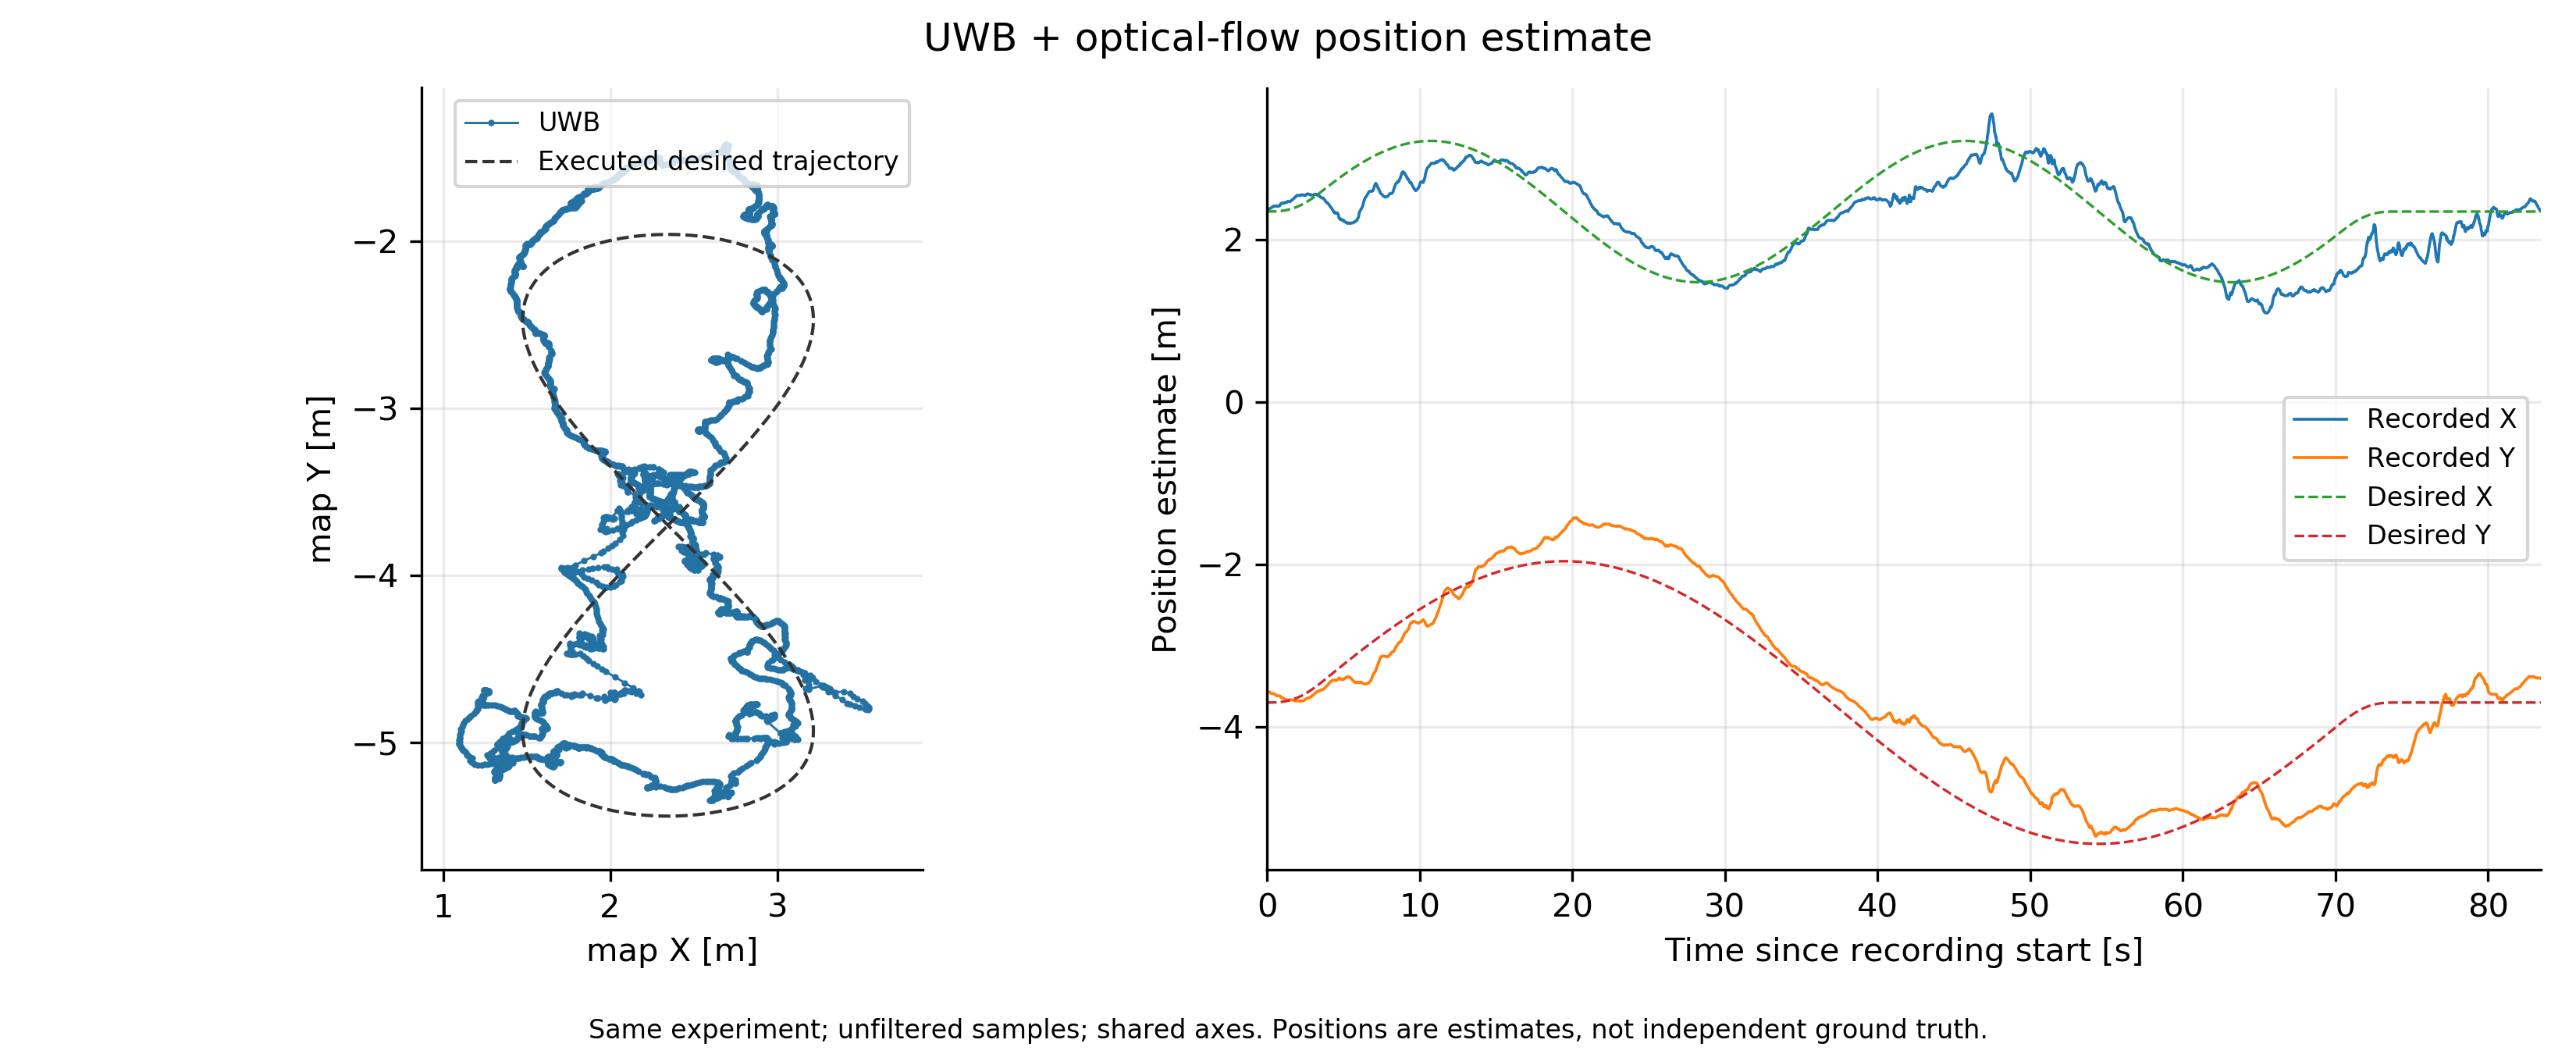 UWB + optical-flow position estimate
UWB
Executed desired trajectory
−2
−3
−4
−5
map Y [m]
1
2
3
map X [m]
2
0
−2
−4
Position estimate [m]
Recorded X
Recorded Y
Desired X
Desired Y
0
10
20
30
40
50
60
70
80
Time since recording start [s]
Same experiment; unfiltered samples; shared axes. Positions are estimates, not independent ground truth.